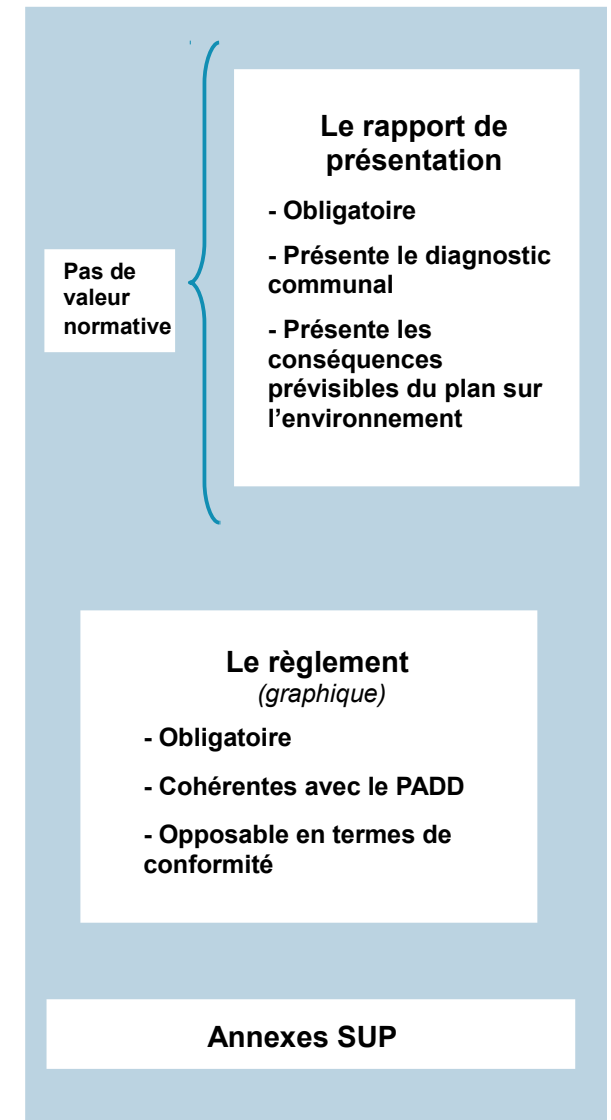 Le rapport de
présentation
- Obligatoire
- Présente le diagnostic
communal
- Présente les
conséquences
prévisibles du plan sur
l’environnement
Pas de
valeur
normative
Le règlement
(graphique)
- Obligatoire
- Cohérentes avec le PADD
- Opposable en termes de
conformité
Annexes SUP